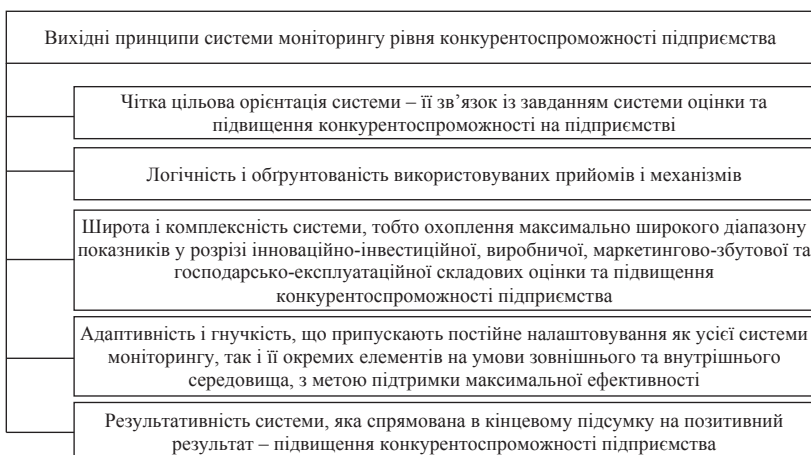 Вихідні принципи системи моніторингу рівня конкурентоспроможності підприємства
Чітка цільова орієнтація системи – її зв’язок із завданням системи оцінки та
підвищення конкурентоспроможності на підприємстві
Логічність і обґрунтованість використовуваних прийомів і механізмів
Широта і комплексність системи, тобто охоплення максимально широкого діапазону
показників у розрізі інноваційно-інвестиційної, виробничої, маркетингово-збутової та
господарсько-експлуатаційної складових оцінки та підвищення
конкурентоспроможності підприємства
Адаптивність і гнучкість, що припускають постійне налаштовування як усієї системи
моніторингу, так і її окремих елементів на умови зовнішнього та внутрішнього
середовища, з метою підтримки максимальної ефективності
Результативність системи, яка спрямована в кінцевому підсумку на позитивний
результат – підвищення конкурентоспроможності підприємства